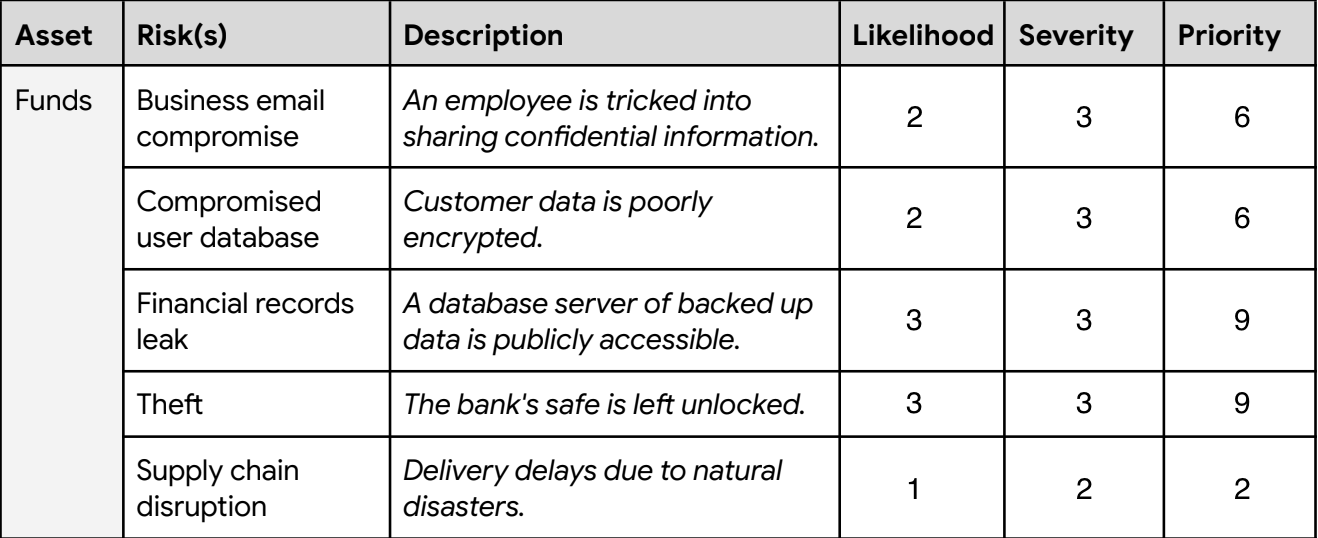 Asset Risk(s) Description Likelihood Severity Priority
Funds Business email An employee is tricked into 2 3 6
compromise sharing confidential information.
Compromised Customer data is poorly 2 3 6
user database encrypted.
Financial records A database server of backed up 3 3 9
leak data is publicly accessible.
Theft The bank's safe is left unlocked. 3 3 9
Supply chain Delivery delays due to natural 1 2 2
disruption disasters.